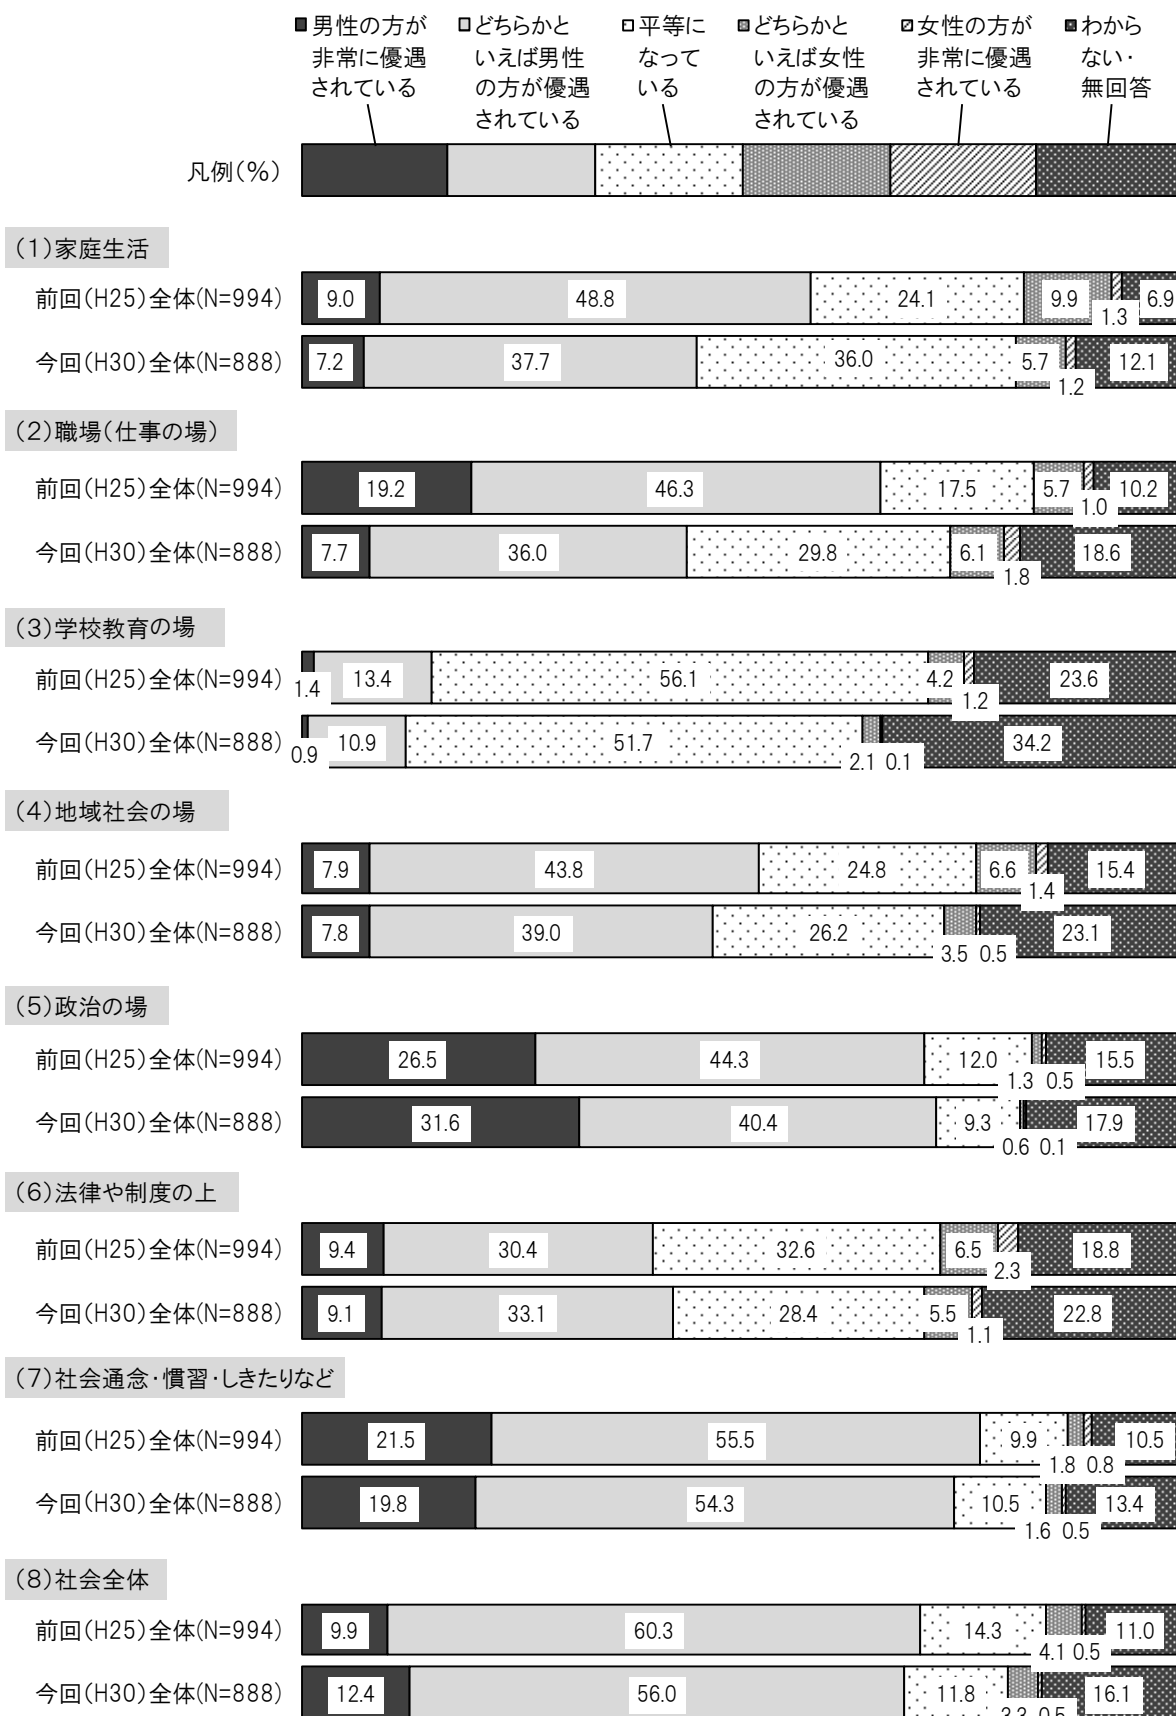 ■男性の方が
非常に優遇
されている
□どちらかと
いえば男性
の方が優遇
されている
□平等に
なって
いる
■どちらかと
いえば女性
の方が優遇
されている
□女性の方が
非常に優遇
されている
■わから
ない・
無回答
凡例(%)
(1)家庭生活
前回(H25)全体(N=994) 9.0 48.8 24.1 9.9 1.3 6.9
今回(H30)全体(N=888) 7.2 37.7 36.0 5.7 1.2 12.1
(2)職場(仕事の場)
前回(H25)全体(N=994) 19.2 46.3 17.5 5.7 1.0 10.2
今回(H30)全体(N=888) 7.7 36.0 29.8 6.1 1.8 18.6
(3)学校教育の場
前回(H25)全体(N=994) 1.4 13.4 56.1 4.2 1.2 23.6
今回(H30)全体(N=888) 0.9 10.9 51.7 2.1 0.1 34.2
(4)地域社会の場
前回(H25)全体(N=994) 7.9 43.8 24.8 6.6 1.4 15.4
今回(H30)全体(N=888) 7.8 39.0 26.2 3.5 0.5 23.1
(5)政治の場
前回(H25)全体(N=994) 26.5 44.3 12.0 1.3 0.5 15.5
今回(H30)全体(N=888) 31.6 40.4 9.3 0.6 0.1 17.9
(6)法律や制度の上
前回(H25)全体(N=994) 9.4 30.4 32.6 6.5 2.3 18.8
今回(H30)全体(N=888) 9.1 33.1 28.4 5.5 1.1 22.8
(7)社会通念・慣習・しきたりなど
前回(H25)全体(N=994) 21.5 55.5 9.9 1.8 0.8 10.5
今回(H30)全体(N=888) 19.8 54.3 10.5 1.6 0.5 13.4
(8)社会全体
前回(H25)全体(N=994) 9.9 60.3 14.3 4.1 0.5 11.0
今回(H30)全体(N=888) 12.4 56.0 11.8 3.3 0.5 16.1